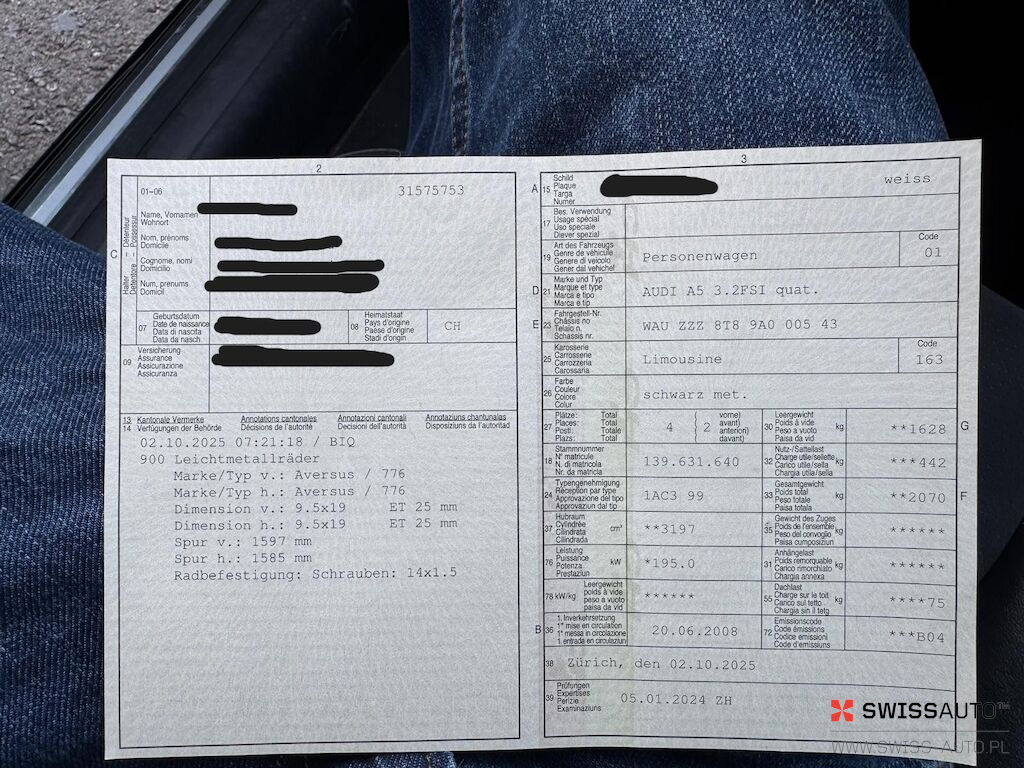 2
01-06
31575753
Détenteur
Possessur
Halter
Detentore
C
Name, Vornamen
Wohnort
Nom, prénoms
Domicile
Cognome, nomi
Domicilio
Num, prenums
Domicil
07
Geburtsdatum
Date de naissance
Data di nascita
Data da nasch.
08
Heimatstaat
Pays d'origine
Paese d'origine
Stadi d'origin
CH
09
Versicherung
Assurance
Assicurazione
Assicuranza
13 Kantonale Vermerke Annotations cantonales Annotazioni cantonali Annotaziuns chantunalas
14 Verfügungen der Behörde Décisions de l'autorité Decisioni dell'autorità Disposiziuns da l'autoritad
02.10.2025 07:21:18 / BIQ
900 Leichtmetallräder
Marke/Typ v.: Aversus / 776
Marke/Typ h.: Aversus / 776
Dimension v.: 9.5x19 ET 25 mm
Dimension h.: 9.5x19 ET 25 mm
Spur v.: 1597 mm
Spur h.: 1585 mm
Radbefestigung: Schrauben: 14x1.5
3
A 15
Schild
Plaque
Targa
Numer
weiss
17
Bes. Verwendung
Usage spécial
Uso speciale
Diever spezial
19
Art des Fahrzeugs
Genre de véhicule
Genere di veicolo
Gener dal vehichel
Personenwagen
Code
01
D 21
Marke und Typ
Marque et type
Marca e tipo
Marca e tip
AUDI A5 3.2FSI quat.
E 23
Fahrgestell-Nr.
Châssis no
Telaio n.
Schassis nr.
WAU ZZZ 8T8 9A0 005 43
25
Karosserie
Carrosserie
Carrozzeria
Carossaria
Limousine
Code
163
26
Farbe
Couleur
Colore
Colur
schwarz met.
27
Plätze: Total
Places: Total
Posti: Totale
Plazs: Total
4
( 2
vorne)
avant)
anteriori)
davant)
30
Leergewicht
Poids à vide
Peso a vuoto
Paisa da vid
kg
**1628
G
18
Stammnummer
N° matricule
N. di matricola
Nr. da matricla
139.631.640
32
Nutz-/Sattellast
Charge utile/sellette
Carico utile/sella
Chargia utila/sella
kg
***442
24
Typengenehmigung
Réception par type
Approvazione del tipo
Approvaziun dal tip
1AC3 99
33
Gesamtgewicht
Poids total
Peso totale
Paisa totala
kg
**2070
F
37
Hubraum
Cylindrée
Cilindrata
Cilindrada
cm³
**3197
35
Gewicht des Zuges
Poids de l'ensemble
Peso del convoglio
Paisa cumposiziun
kg
******
76
Leistung
Puissance
Potenza
Prestaziun
kW
*195.0
31
Anhängelast
Poids remorquable
Carico rimorchiato
Chargia annexa
kg
******
78 kW/kg
Leergewicht
poids à vide
peso a vuoto
paisa da vid
******
55
Dachlast
Charge sur le toit
Carico sul tetto
Chargia sin il tetg
kg
****75
B 36
1. Inverkehrsetzung
1re mise en circulation
1a messa in circolazione
1. entrada en circulaziun
20.06.2008
72
Emissionscode
Code émissions
Codice emissioni
Code d'emissiuns
***B04
38 Zürich, den 02.10.2025
39
Prüfungen
Expertises
Perizie
Examinaziuns
05.01.2024 ZH
SWISSAUTO™
WWW.SWISS-AUTO.PL